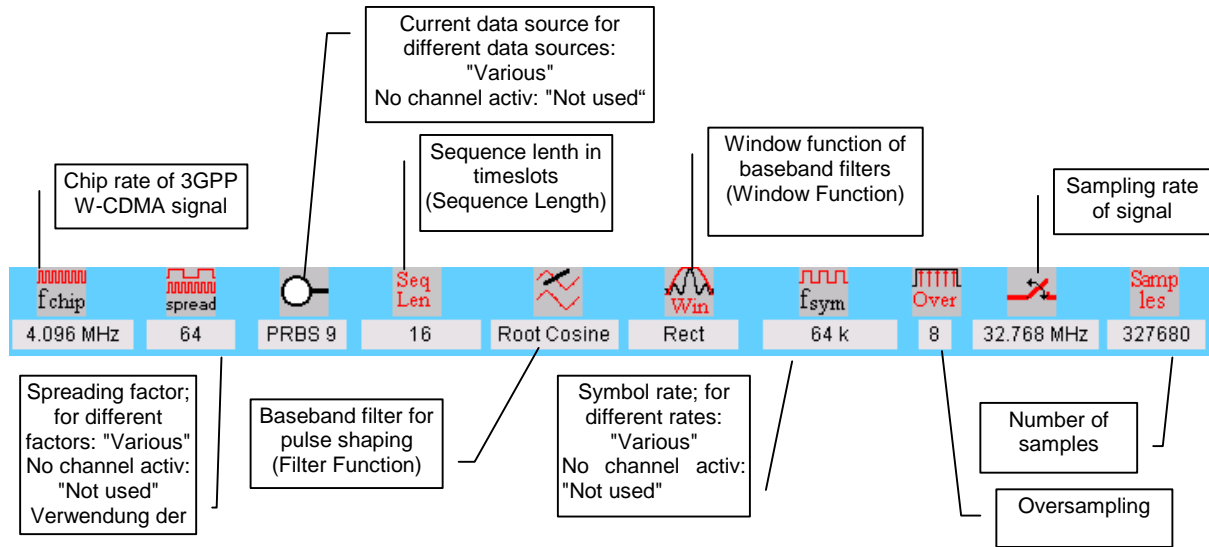 Current data source for
different data sources:
"Various"
No channel activ: "Not used“
Chip rate of 3GPP
W-CDMA signal
Sequence lenth in
timeslots
(Sequence Length)
Window function of
baseband filters
(Window Function)
Sampling rate
of signal
fchip
spread
Seq
Len
Win
fsym
Over
Samp
les
4.096 MHz
64
PRBS 9
16
Root Cosine
Rect
64 k
8
32.768 MHz
327680
Spreading factor;
for different
factors: "Various"
No channel activ:
"Not used"
Verwendung der
Baseband filter for
pulse shaping
(Filter Function)
Symbol rate; for
different rates:
"Various"
No channel activ:
"Not used"
Number of
samples
Oversampling